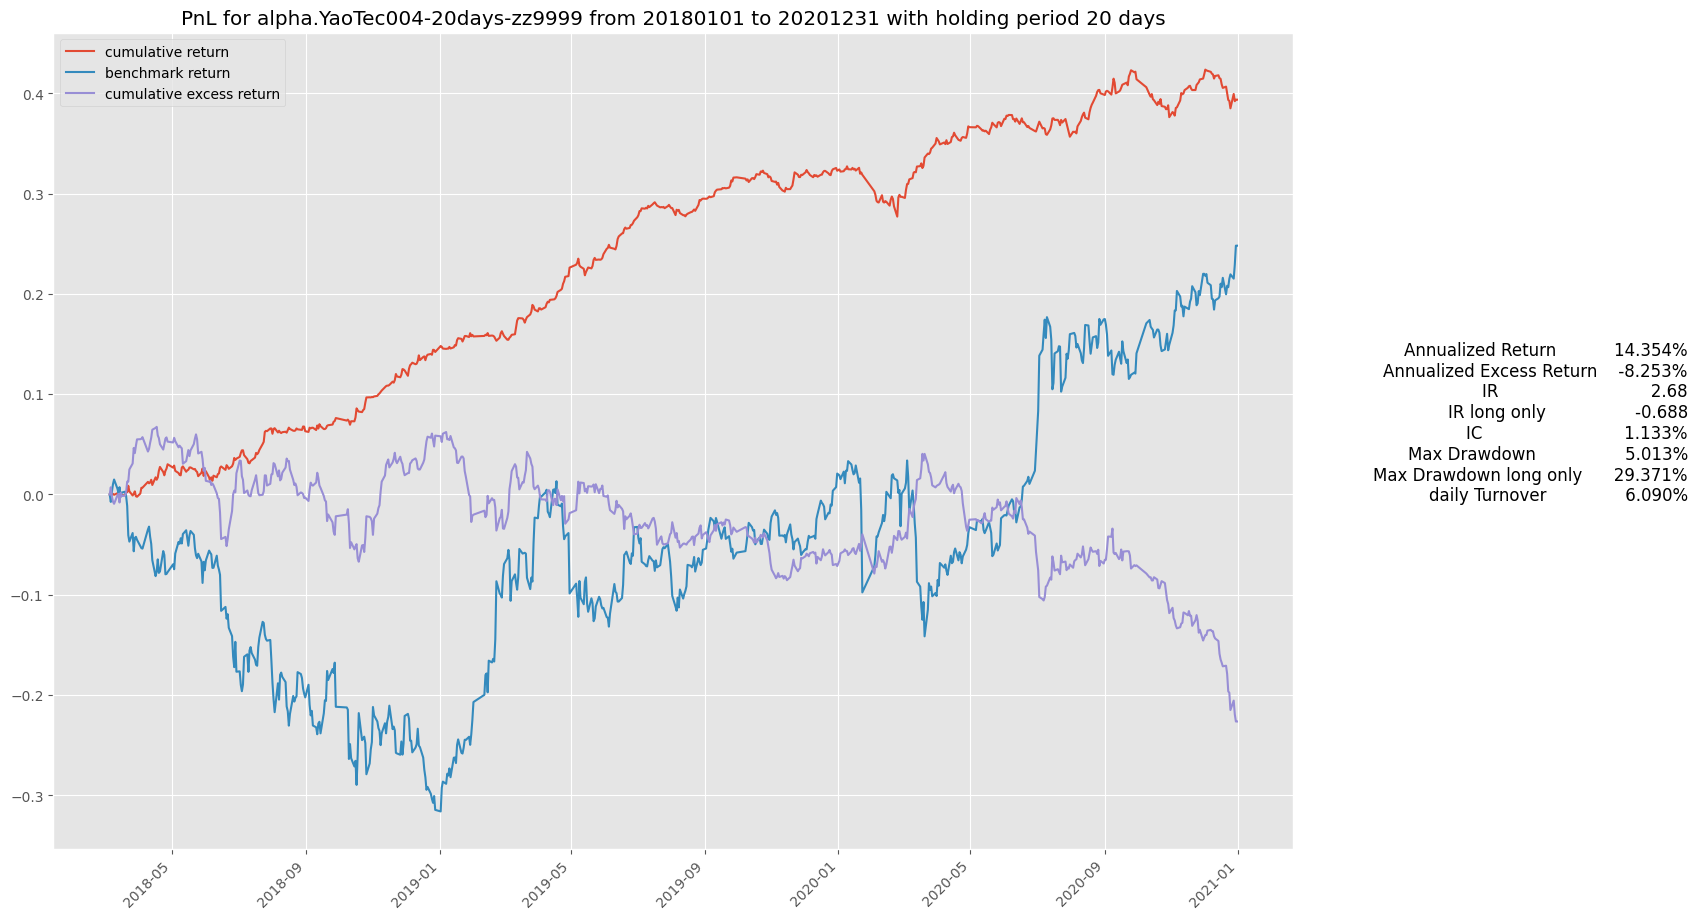 PnL for alpha.YaoTec004-20days-zz9999 from 20180101 to 20201231 with holding period 20 days
cumulative return
benchmark return
cumulative excess return
0.4
0.3
0.2
0.1
0.0
−0.1
−0.2
−0.3
2018-05
2018-09
2019-01
2019-05
2019-09
2020-01
2020-05
2020-09
2021-01
Annualized Return 14.354%
Annualized Excess Return -8.253%
IR 2.68
IR long only -0.688
IC 1.133%
Max Drawdown 5.013%
Max Drawdown long only 29.371%
daily Turnover 6.090%